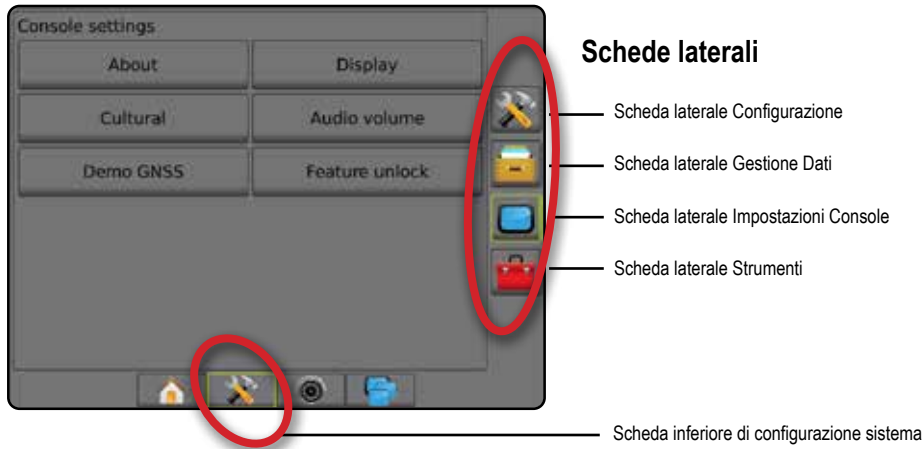 Console settings
About
Display
Cultural
Audio volume
Demo GNSS
Feature unlock
Schede laterali
Scheda laterale Configurazione
Scheda laterale Gestione Dati
Scheda laterale Impostazioni Console
Scheda laterale Strumenti
Scheda inferiore di configurazione sistema